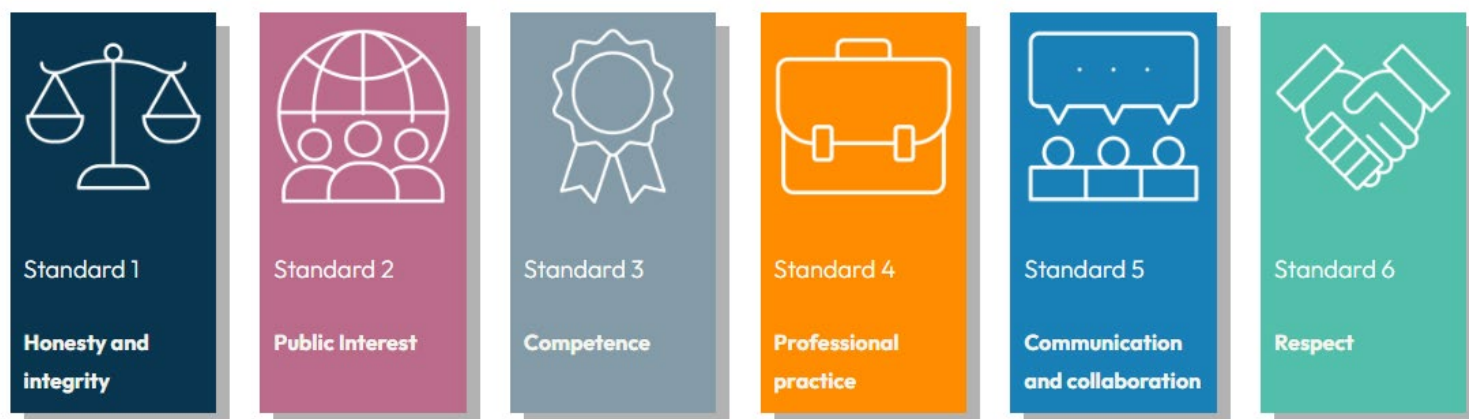 Standard 1
Honesty and
integrity
Standard 2
Public Interest
Standard 3
Competence
Standard 4
Professional
practice
Standard 5
Communication
and collaboration
Standard 6
Respect